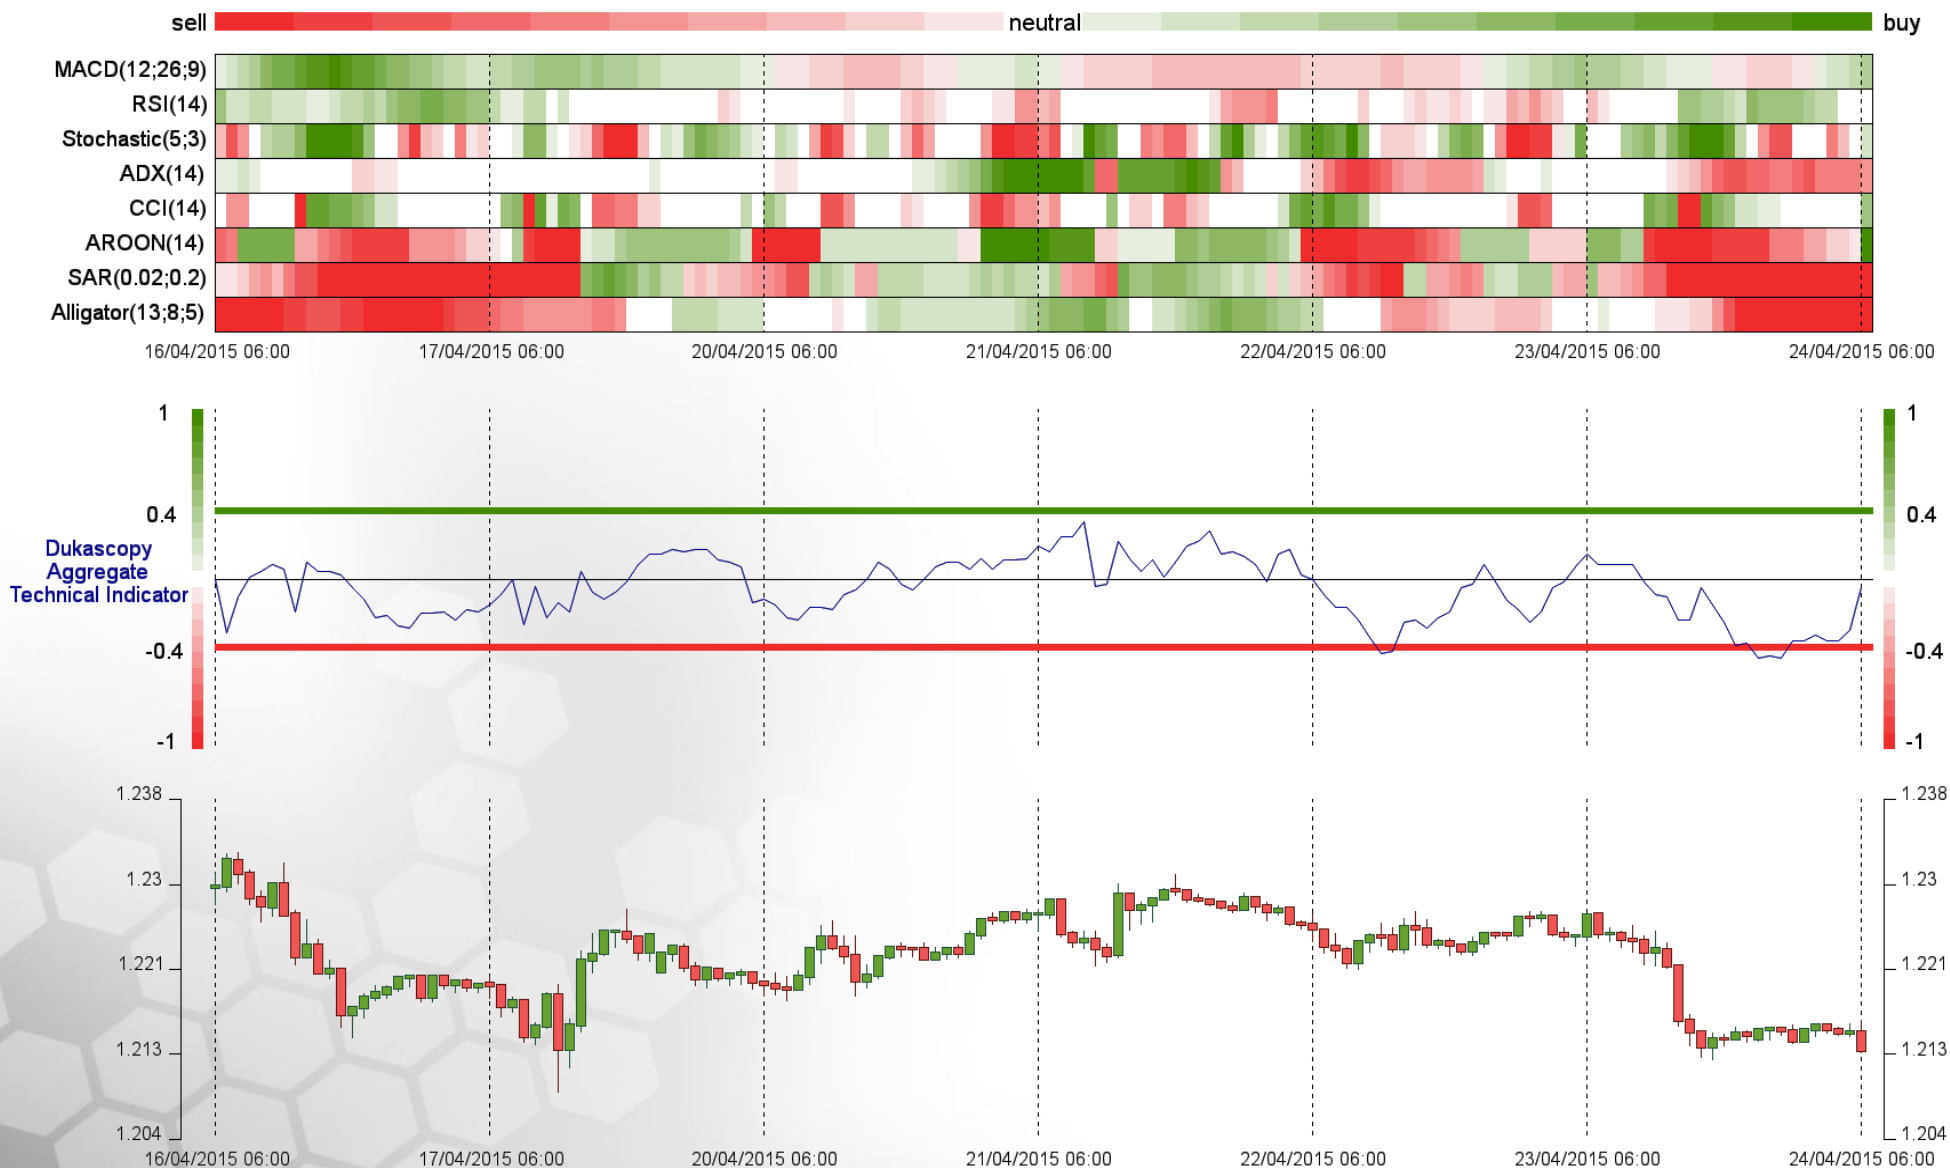 sell neutral buy
MACD(12;26;9)
RSI(14)
Stochastic(5;3)
ADX(14)
CCI(14)
AROON(14)
SAR(0.02;0.2)
Alligator(13;8;5)
16/04/2015 06:00 17/04/2015 06:00 20/04/2015 06:00 21/04/2015 06:00 22/04/2015 06:00 23/04/2015 06:00 24/04/2015 06:00
1 1
0.4 0.4
Dukascopy
Aggregate
Technical Indicator
-0.4 -0.4
-1 -1
1.238 1.238
1.23 1.23
1.221 1.221
1.213 1.213
1.204 1.204
16/04/2015 06:00 17/04/2015 06:00 20/04/2015 06:00 21/04/2015 06:00 22/04/2015 06:00 23/04/2015 06:00 24/04/2015 06:00